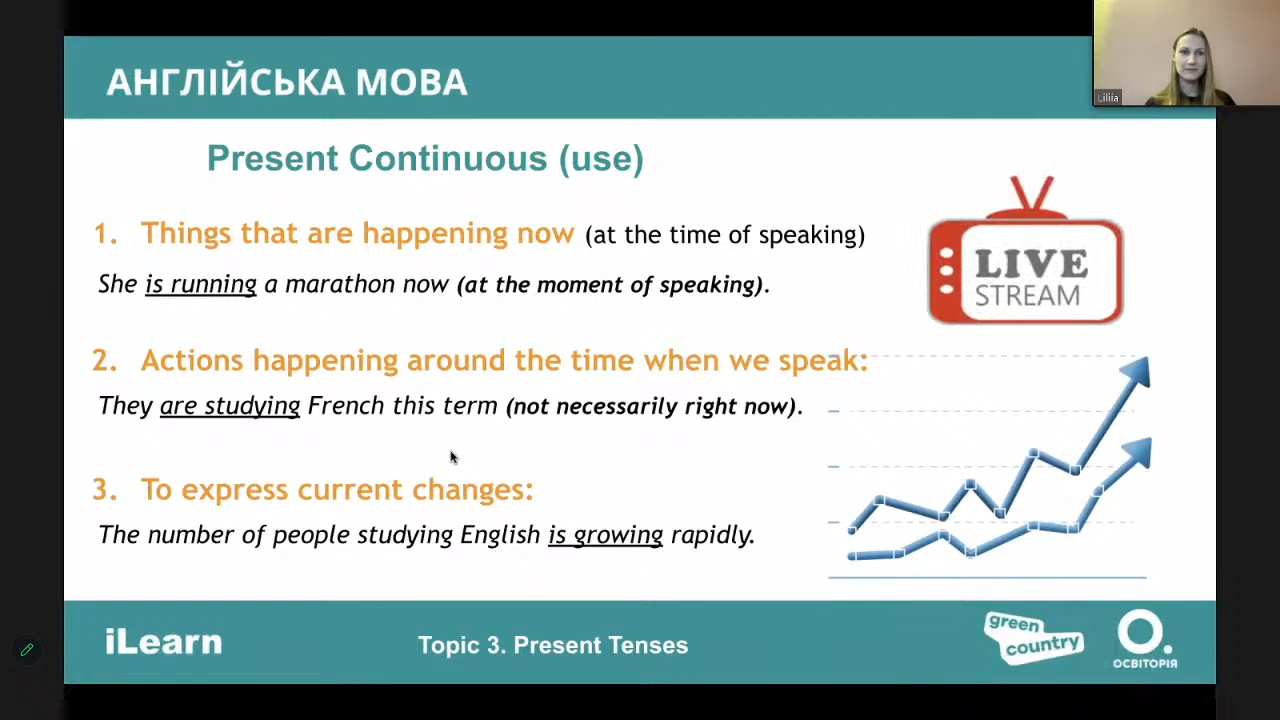 АНГЛІЙСЬКА МОВА
Liliia
Present Continuous (use)
1. Things that are happening now (at the time of speaking)
She is running a marathon now (at the moment of speaking).
LIVE
STREAM
2. Actions happening around the time when we speak:
They are studying French this term (not necessarily right now).
3. To express current changes:
The number of people studying English is growing rapidly.
iLearn
Topic 3. Present Tenses
green
country
О.
ОСВІТОРІЯ